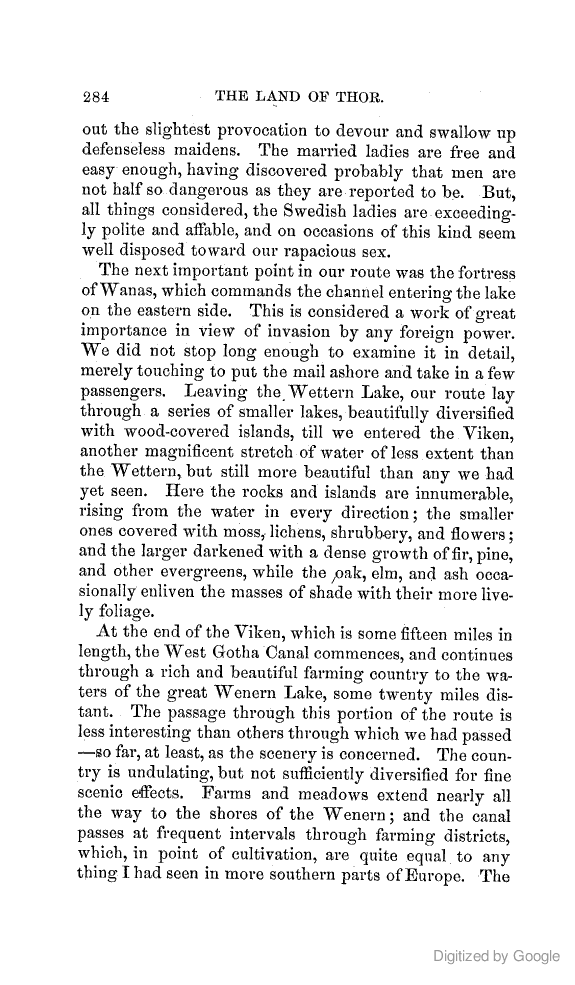 284 THE LAND OF THOR.
out the slightest provocation to devour and swallow up
defenseless maidens. The married ladies are free and
easy enough, having discovered probably that men are
not half so dangerous as they are reported to be. But,
all things considered, the Swedish ladies are exceeding-
ly polite and affable, and on occasions of this kind seem
well disposed toward our rapacious sex.
The next important point in our route was the fortress
of Wanas, which commands the channel entering the lake
on the eastern side. This is considered a work of great
importance in view of invasion by any foreign power.
We did not stop long enough to examine it in detail,
merely touching to put the mail ashore and take in a few
passengers. Leaving the Wettern Lake, our route lay
through a series of smaller lakes, beautifully diversified
with wood-covered islands, till we entered the Viken,
another magnificent stretch of water of less extent than
the Wettern, but still more beautiful than any we had
yet seen. Here the rocks and islands are innumerable,
rising from the water in every direction; the smaller
ones covered with moss, lichens, shrubbery, and flowers;
and the larger darkened with a dense growth of fir, pine,
and other evergreens, while the oak, elm, and ash occa-
sionally enliven the masses of shade with their more live-
ly foliage.
At the end of the Viken, which is some fifteen miles in
length, the West Gotha Canal commences, and continues
through a rich and beautiful farming country to the wa-
ters of the great Wenern Lake, some twenty miles dis-
tant. The passage through this portion of the route is
less interesting than others through which we had passed
—so far, at least, as the scenery is concerned. The coun-
try is undulating, but not sufficiently diversified for fine
scenic effects. Farms and meadows extend nearly all
the way to the shores of the Wenern; and the canal
passes at frequent intervals through farming districts,
which, in point of cultivation, are quite equal to any
thing I had seen in more southern parts of Europe. The
Digitized by Google